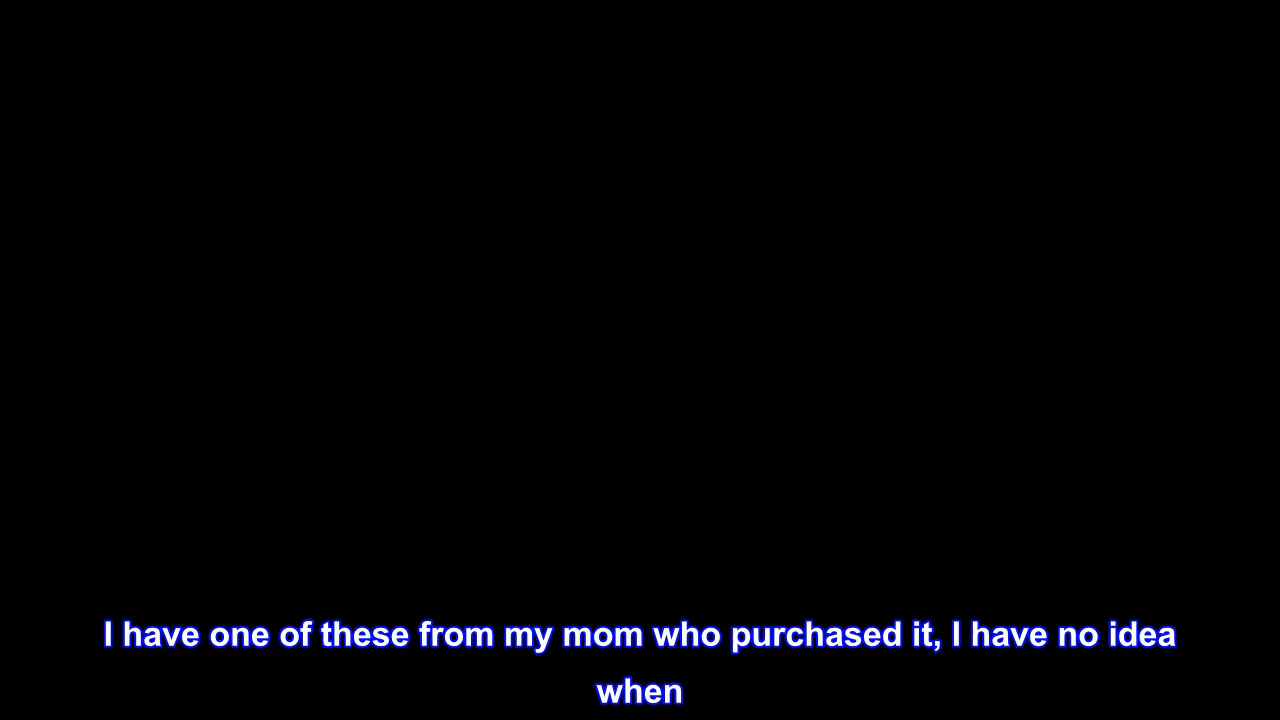 I have one of these from my mom who purchased it, I have no idea
when